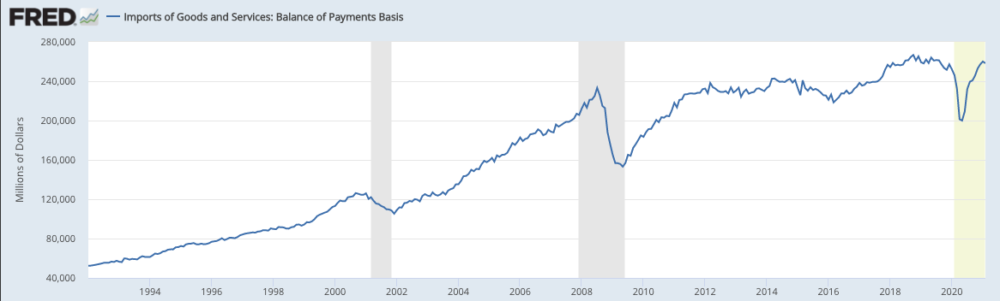 FRED
Imports of Goods and Services: Balance of Payments Basis
280,000
240,000
200,000
160,000
120,000
80,000
40,000
Millions of Dollars
1994 1996 1998 2000 2002 2004 2006 2008 2010 2012 2014 2016 2018 2020